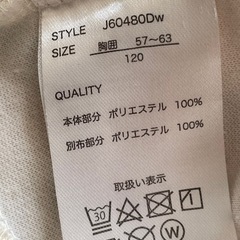 STYLE J60480Dw
SIZE 胸囲 57〜63
120
QUALITY
本体部分 ポリエステル 100%
別布部分 ポリエステル 100%
取扱い表示
30
W